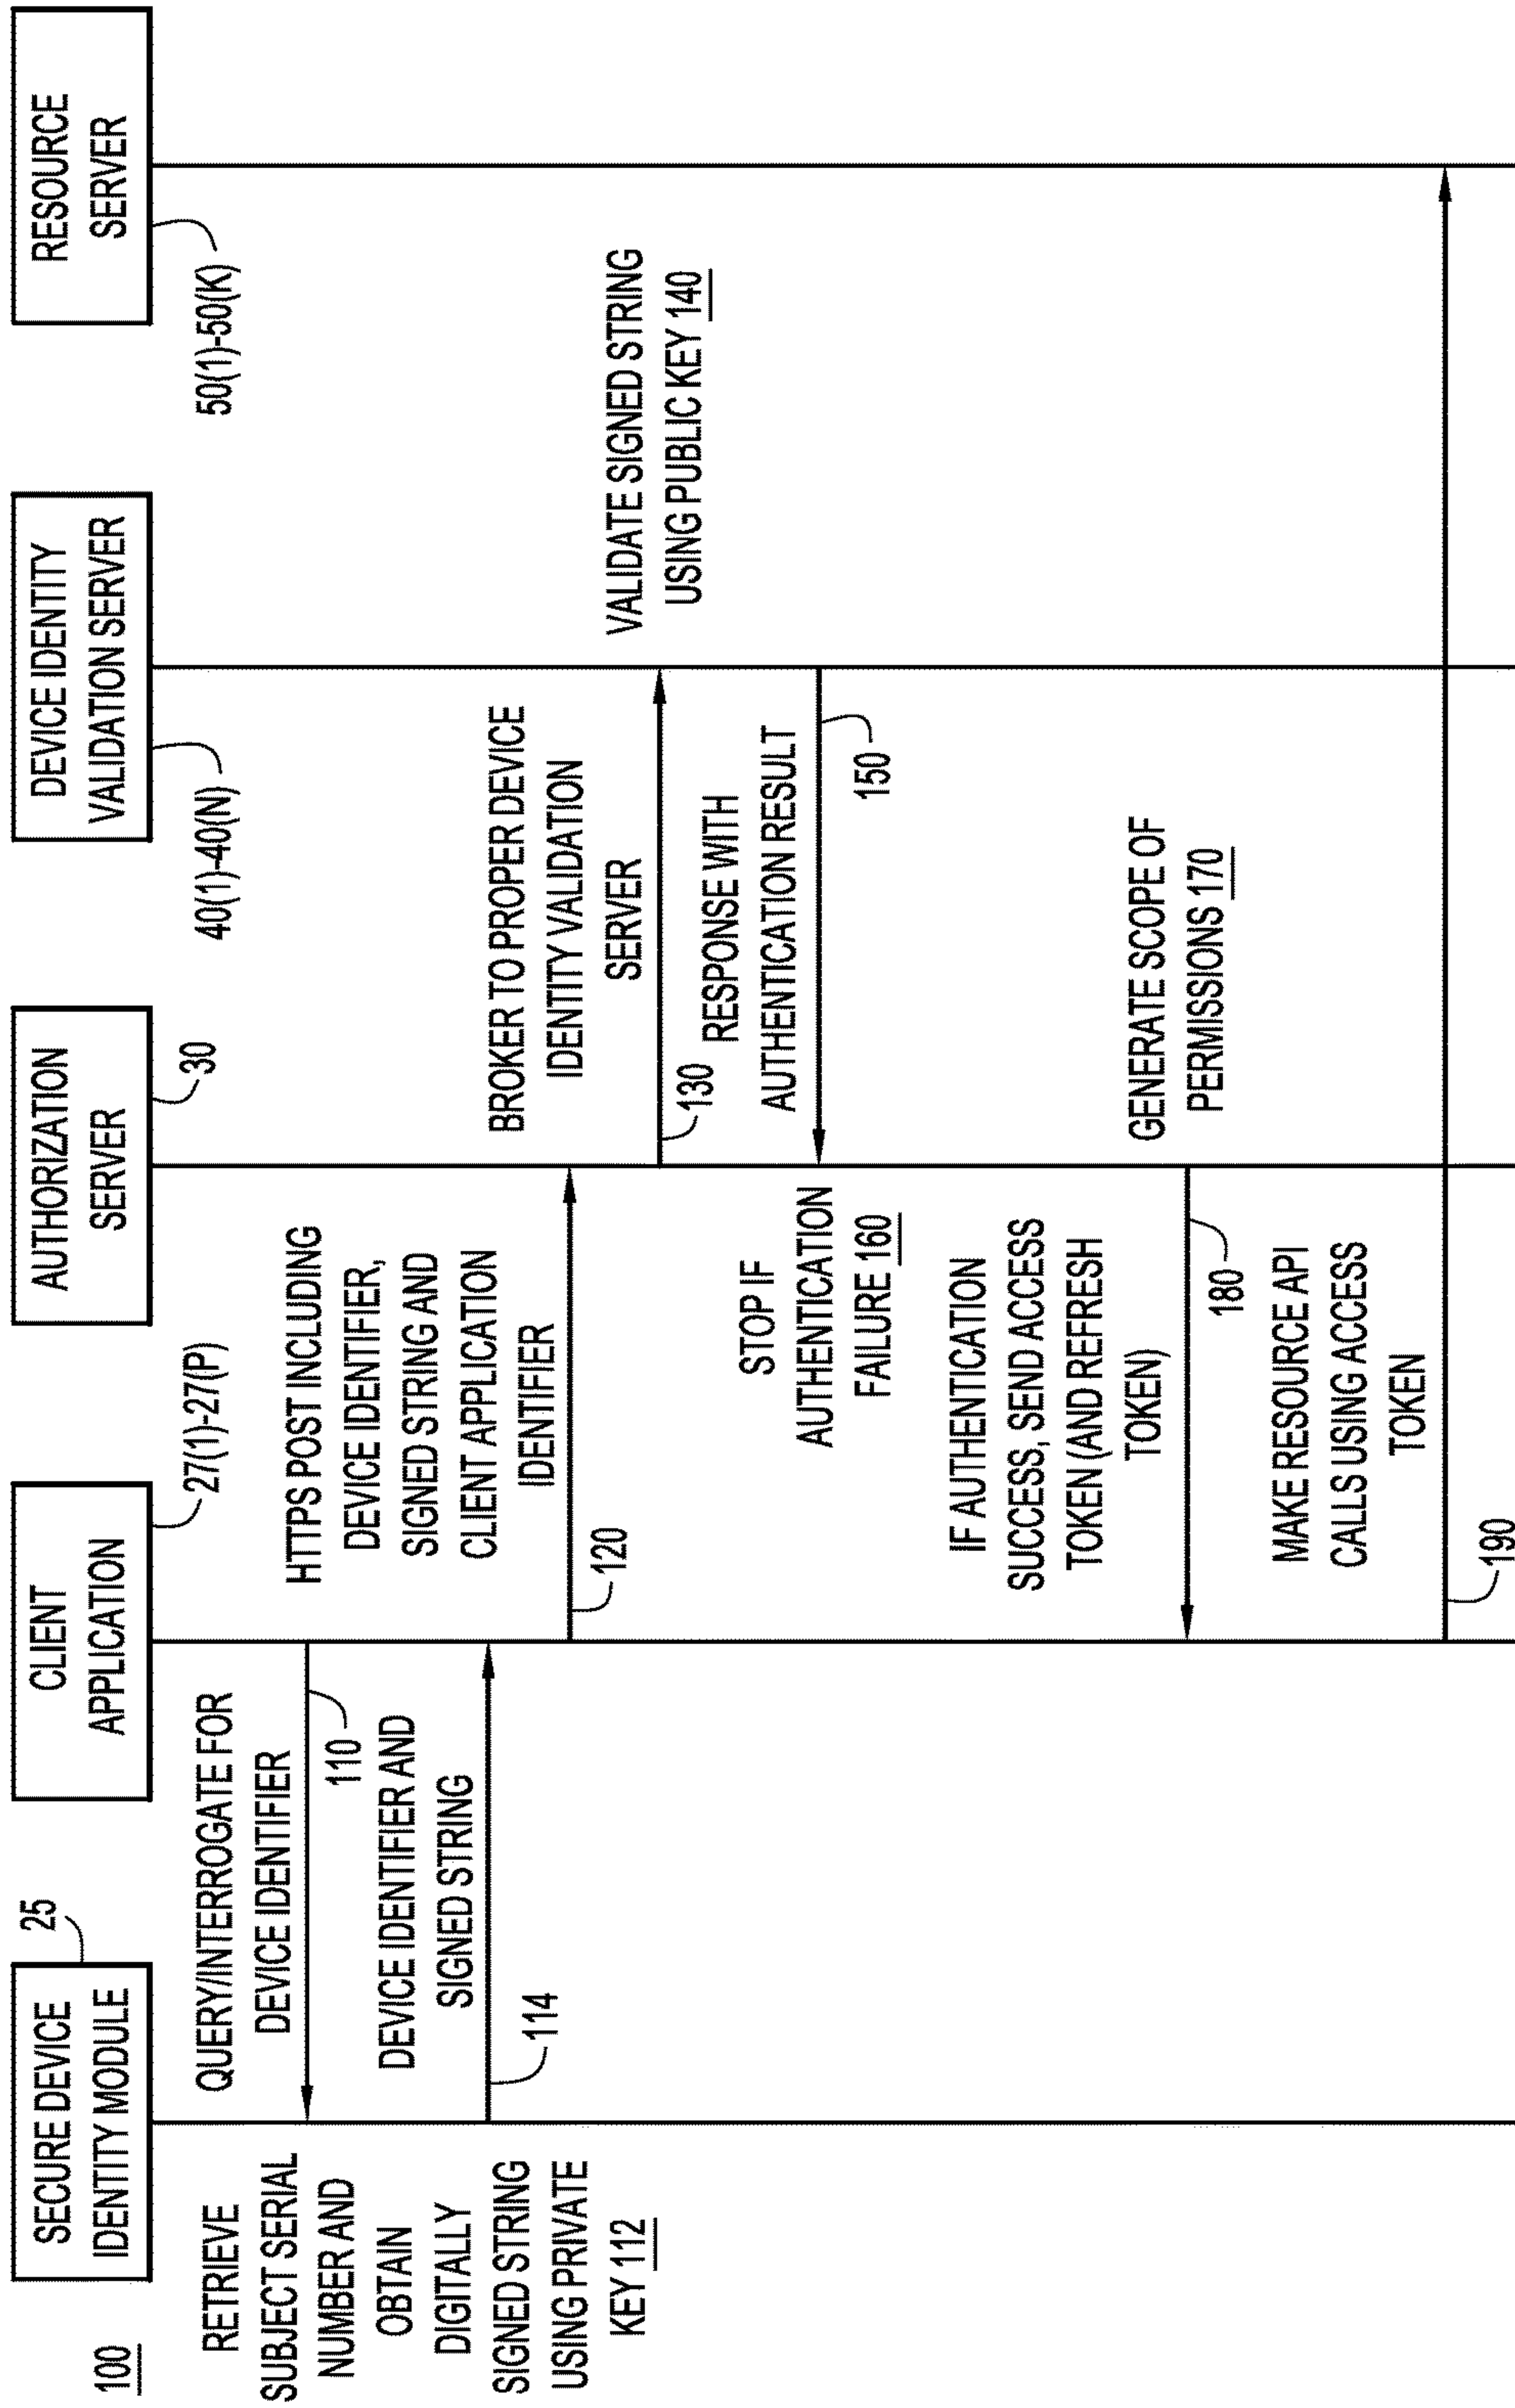 100
SECURE DEVICE
IDENTITY MODULE
25
CLIENT
APPLICATION
27(1)-27(P)
AUTHORIZATION
SERVER
30
DEVICE IDENTITY
VALIDATION SERVER
40(1)-40(N)
RESOURCE
SERVER
50(1)-50(K)
QUERY/INTERROGATE FOR
DEVICE IDENTIFIER
110
RETRIEVE
SUBJECT SERIAL
NUMBER AND
OBTAIN
DIGITALLY
SIGNED STRING
USING PRIVATE
KEY 112
DEVICE IDENTIFIER AND
SIGNED STRING
114
HTTPS POST INCLUDING
DEVICE IDENTIFIER,
SIGNED STRING AND
CLIENT APPLICATION
IDENTIFIER
120
BROKER TO PROPER DEVICE
IDENTITY VALIDATION
SERVER
130
VALIDATE SIGNED STRING
USING PUBLIC KEY 140
RESPONSE WITH
AUTHENTICATION RESULT
150
STOP IF
AUTHENTICATION
FAILURE 160
GENERATE SCOPE OF
PERMISSIONS 170
IF AUTHENTICATION
SUCCESS, SEND ACCESS
TOKEN (AND REFRESH
TOKEN)
180
MAKE RESOURCE API
CALLS USING ACCESS
TOKEN
190